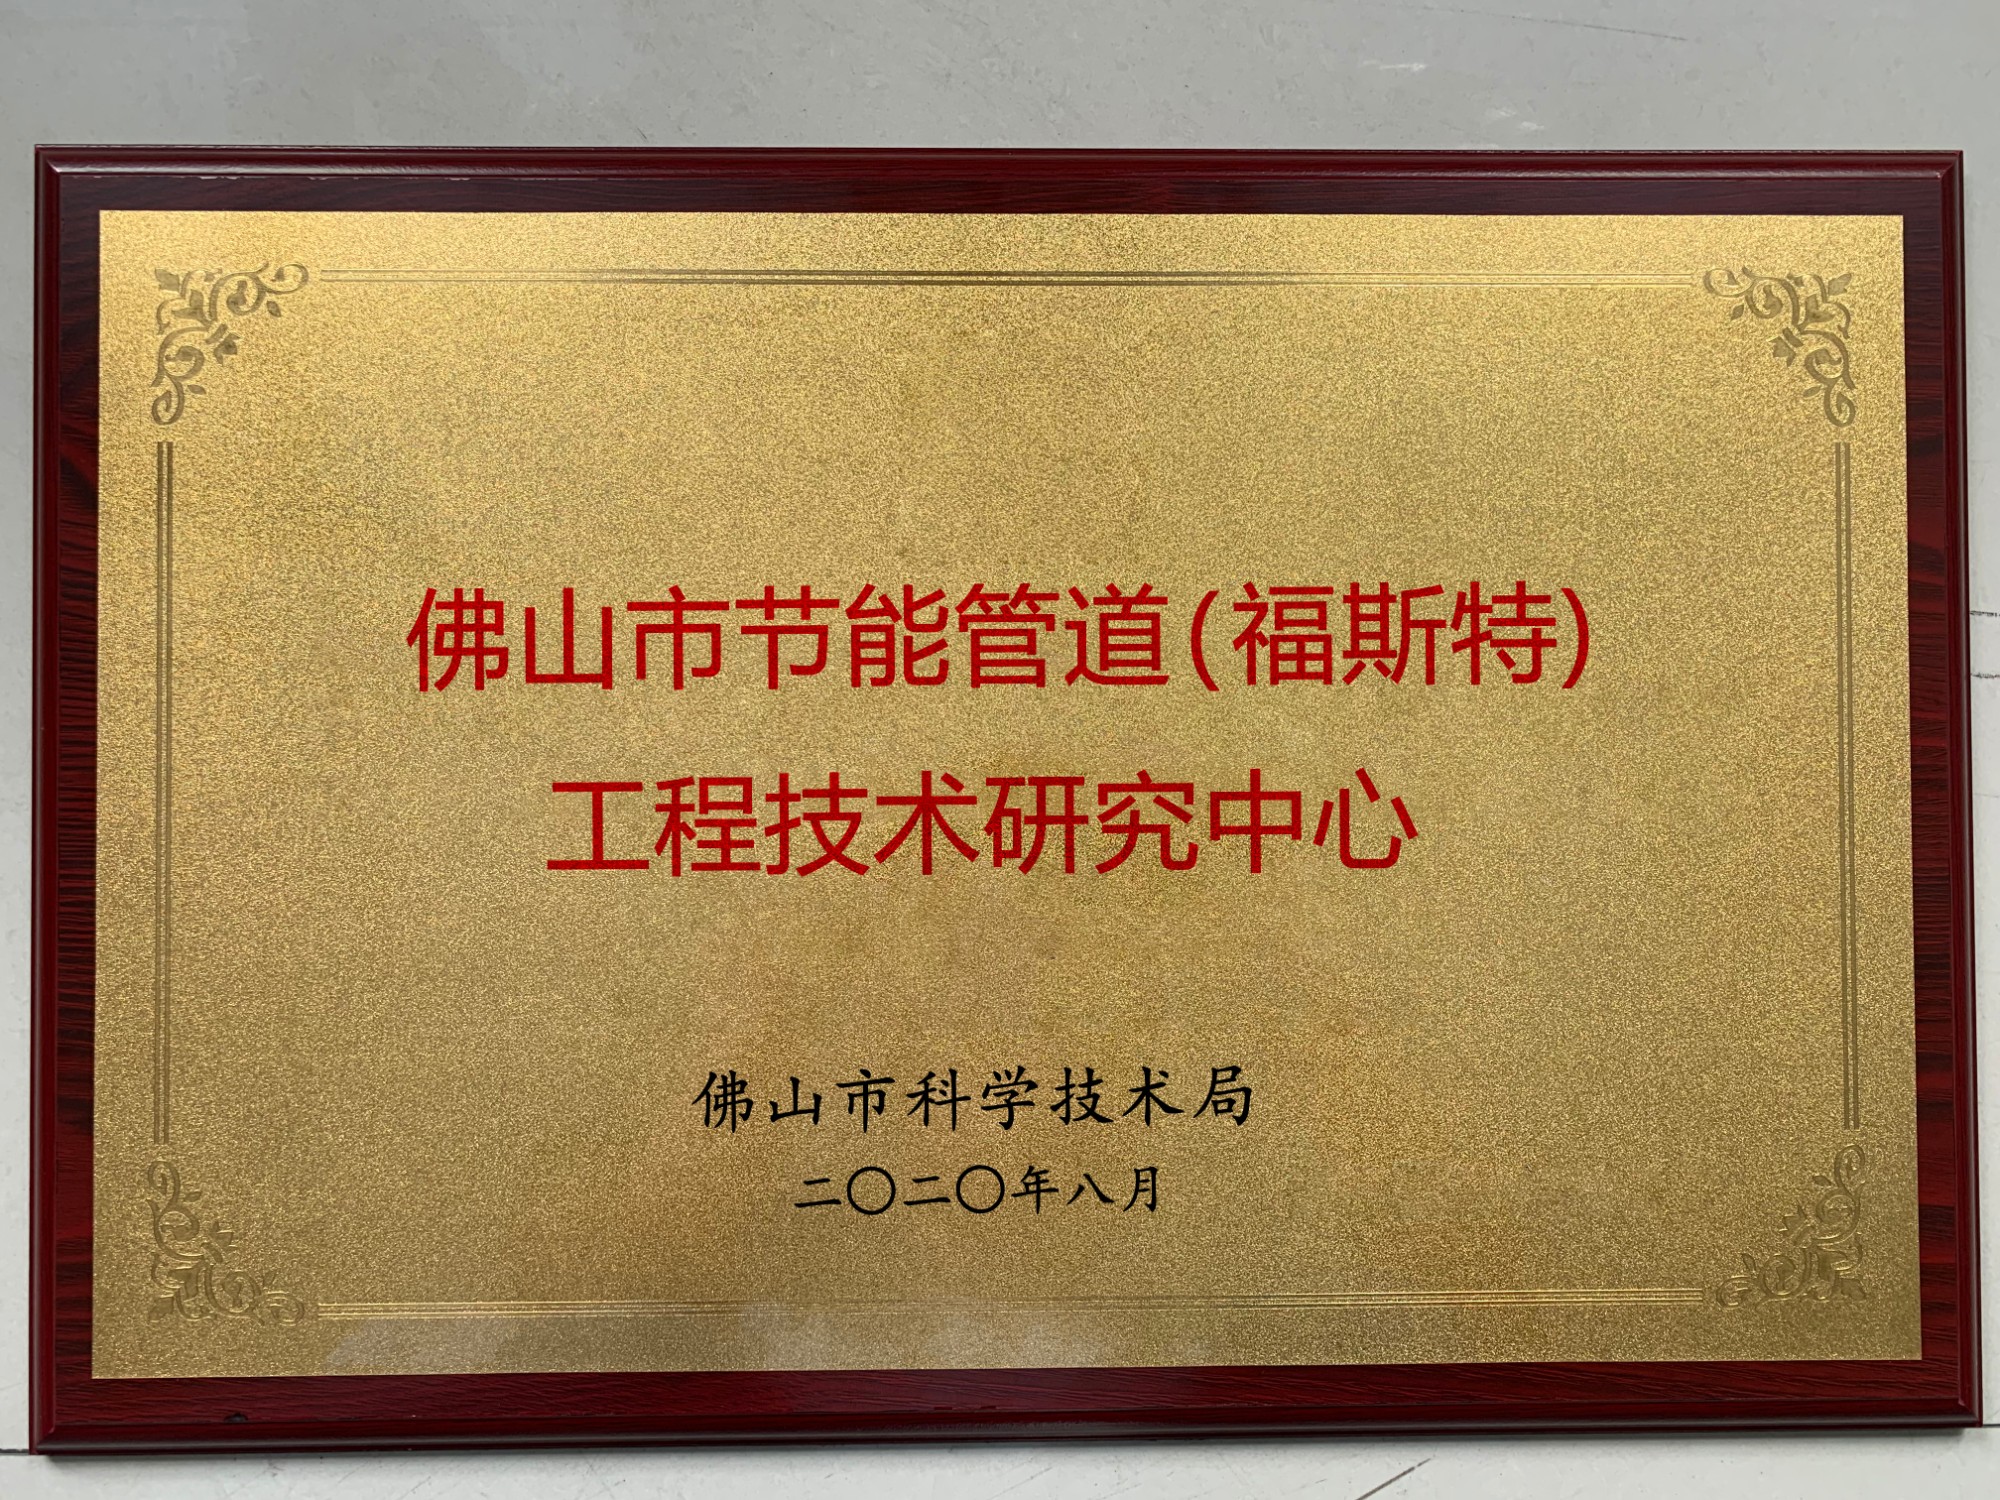 佛山市节能管道(福斯特)
工程技术研究中心
佛山市科学技术局
二〇二〇年八月